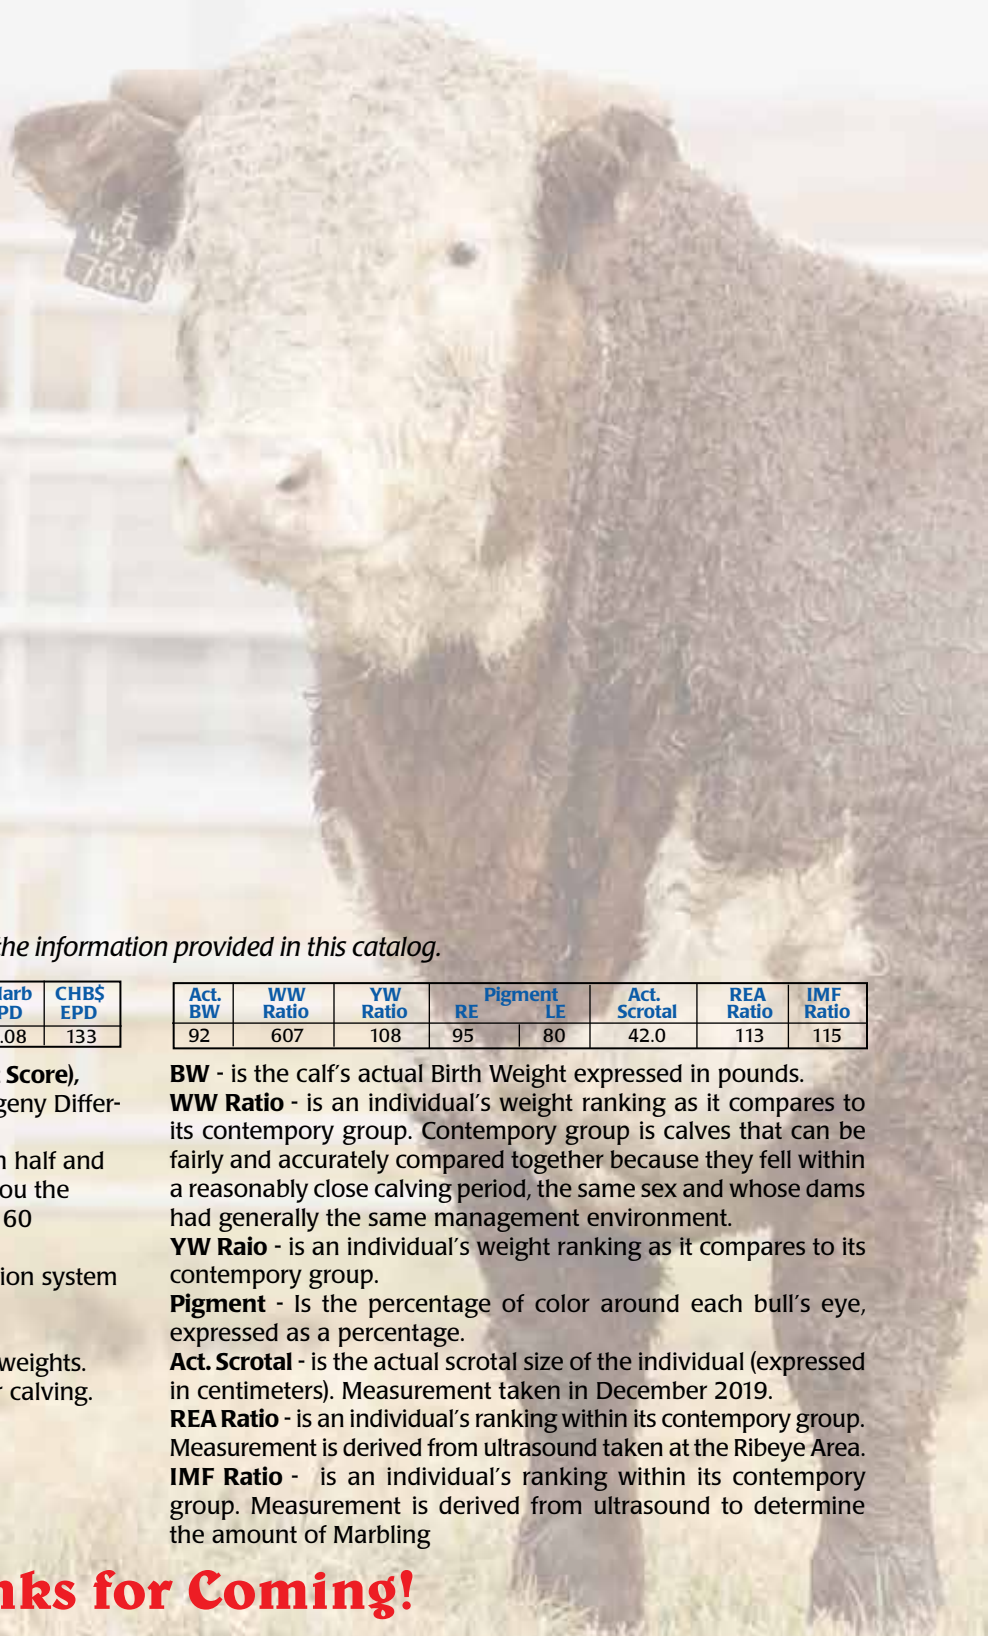 42
7850
he information provided in this catalog.
arb CHB$
PD EPD
.08 133
Act. WW YW Pigment Act. REA IMF
BW Ratio Ratio RE LE Scrotal Ratio Ratio
92 607 108 95 80 42.0 113 115
Score),
geny Differ-
half and
ou the
60
ion system
weights.
calving.
BW - is the calf's actual Birth Weight expressed in pounds.
WW Ratio - is an individual's weight ranking as it compares to
its contempory group. Contempory group is calves that can be
fairly and accurately compared together because they fell within
a reasonably close calving period, the same sex and whose dams
had generally the same management environment.
YW Raio - is an individual's weight ranking as it compares to its
contempory group.
Pigment - Is the percentage of color around each bull's eye,
expressed as a percentage.
Act. Scrotal - is the actual scrotal size of the individual (expressed
in centimeters). Measurement taken in December 2019.
REA Ratio - is an individual's ranking within its contempory group.
Measurement is derived from ultrasound taken at the Ribeye Area.
IMF Ratio - is an individual's ranking within its contempory
group. Measurement is derived from ultrasound to determine
the amount of Marbling
nks for Coming!